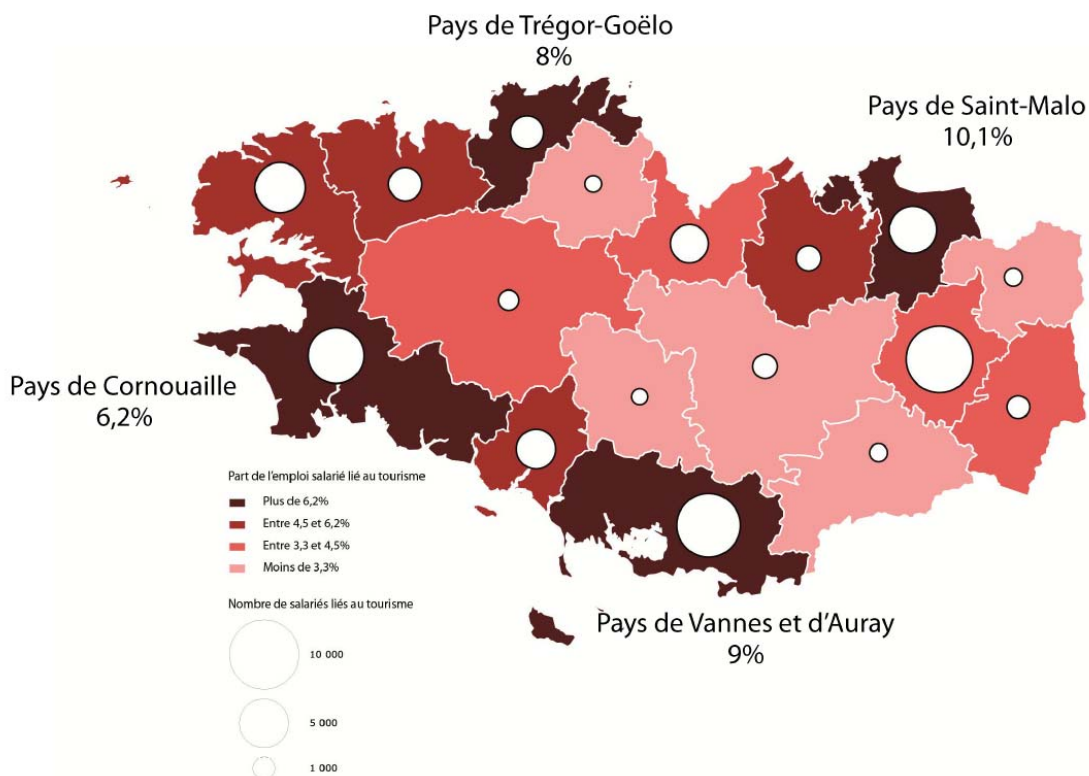 Pays de Trégor-Goëlo
8%
Pays de Saint-Malo
10,1%
Pays de Cornouaille
6,2%
Part de l'emploi salarié lié au tourisme
Plus de 6,2%
Entre 4,5 et 6,2%
Entre 3,3 et 4,5%
Moins de 3,3%
Nombre de salariés liés au tourisme
10 000
5 000
1 000
Pays de Vannes et d'Auray
9%